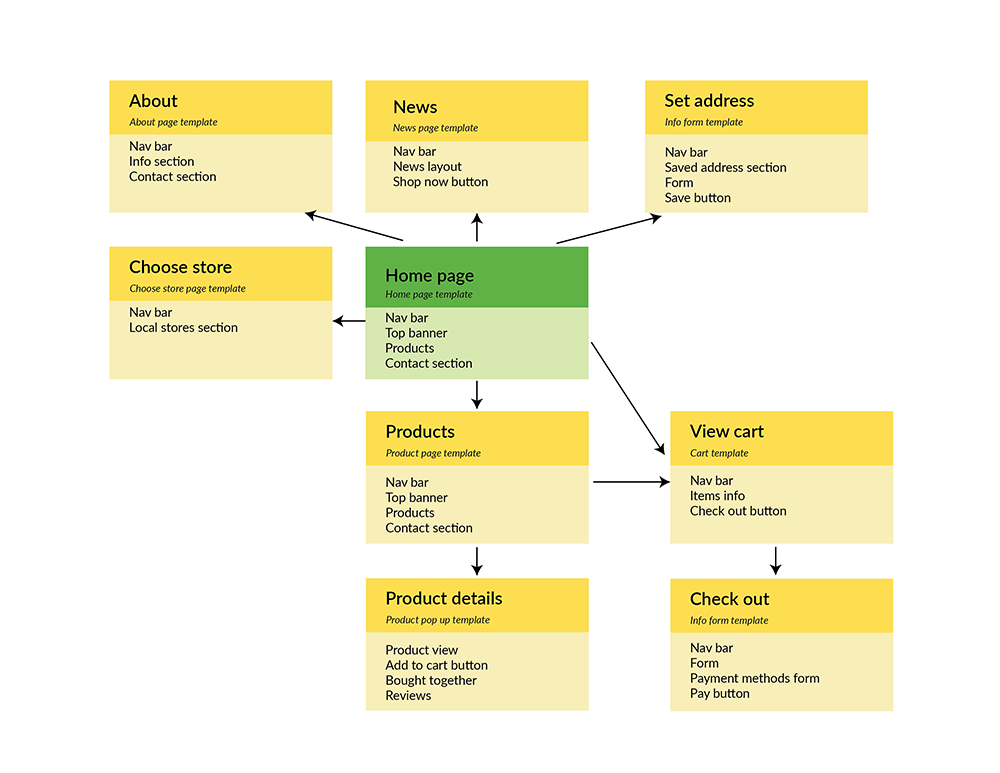 About
About page template
Nav bar
Info section
Contact section
News
News page template
Nav bar
News layout
Shop now button
Set address
Info form template
Nav bar
Saved address section
Form
Save button
Choose store
Choose store page template
Nav bar
Local stores section
Home page
Home page template
Nav bar
Top banner
Products
Contact section
Products
Product page template
Nav bar
Top banner
Products
Contact section
View cart
Cart template
Nav bar
Items info
Check out button
Product details
Product pop up template
Product view
Add to cart button
Bought together
Reviews
Check out
Info form template
Nav bar
Form
Payment methods form
Pay button